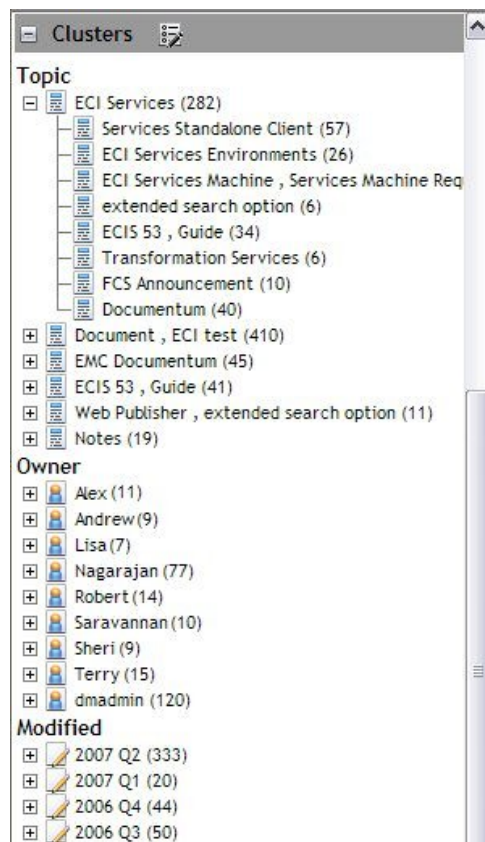 Clusters
Topic
ECI Services (282)
Services Standalone Client (57)
ECI Services Environments (26)
ECI Services Machine , Services Machine Req
extended search option (6)
ECIS 53 , Guide (34)
Transformation Services (6)
FCS Announcement (10)
Documentum (40)
Document , ECI test (410)
EMC Documentum (45)
ECIS 53 , Guide (41)
Web Publisher , extended search option (11)
Notes (19)
Owner
Alex (11)
Andrew (9)
Lisa (7)
Nagarajan (77)
Robert (14)
Saravannan (10)
Sheri (9)
Terry (15)
dmadmin (120)
Modified
2007 Q2 (333)
2007 Q1 (20)
2006 Q4 (44)
2006 Q3 (50)